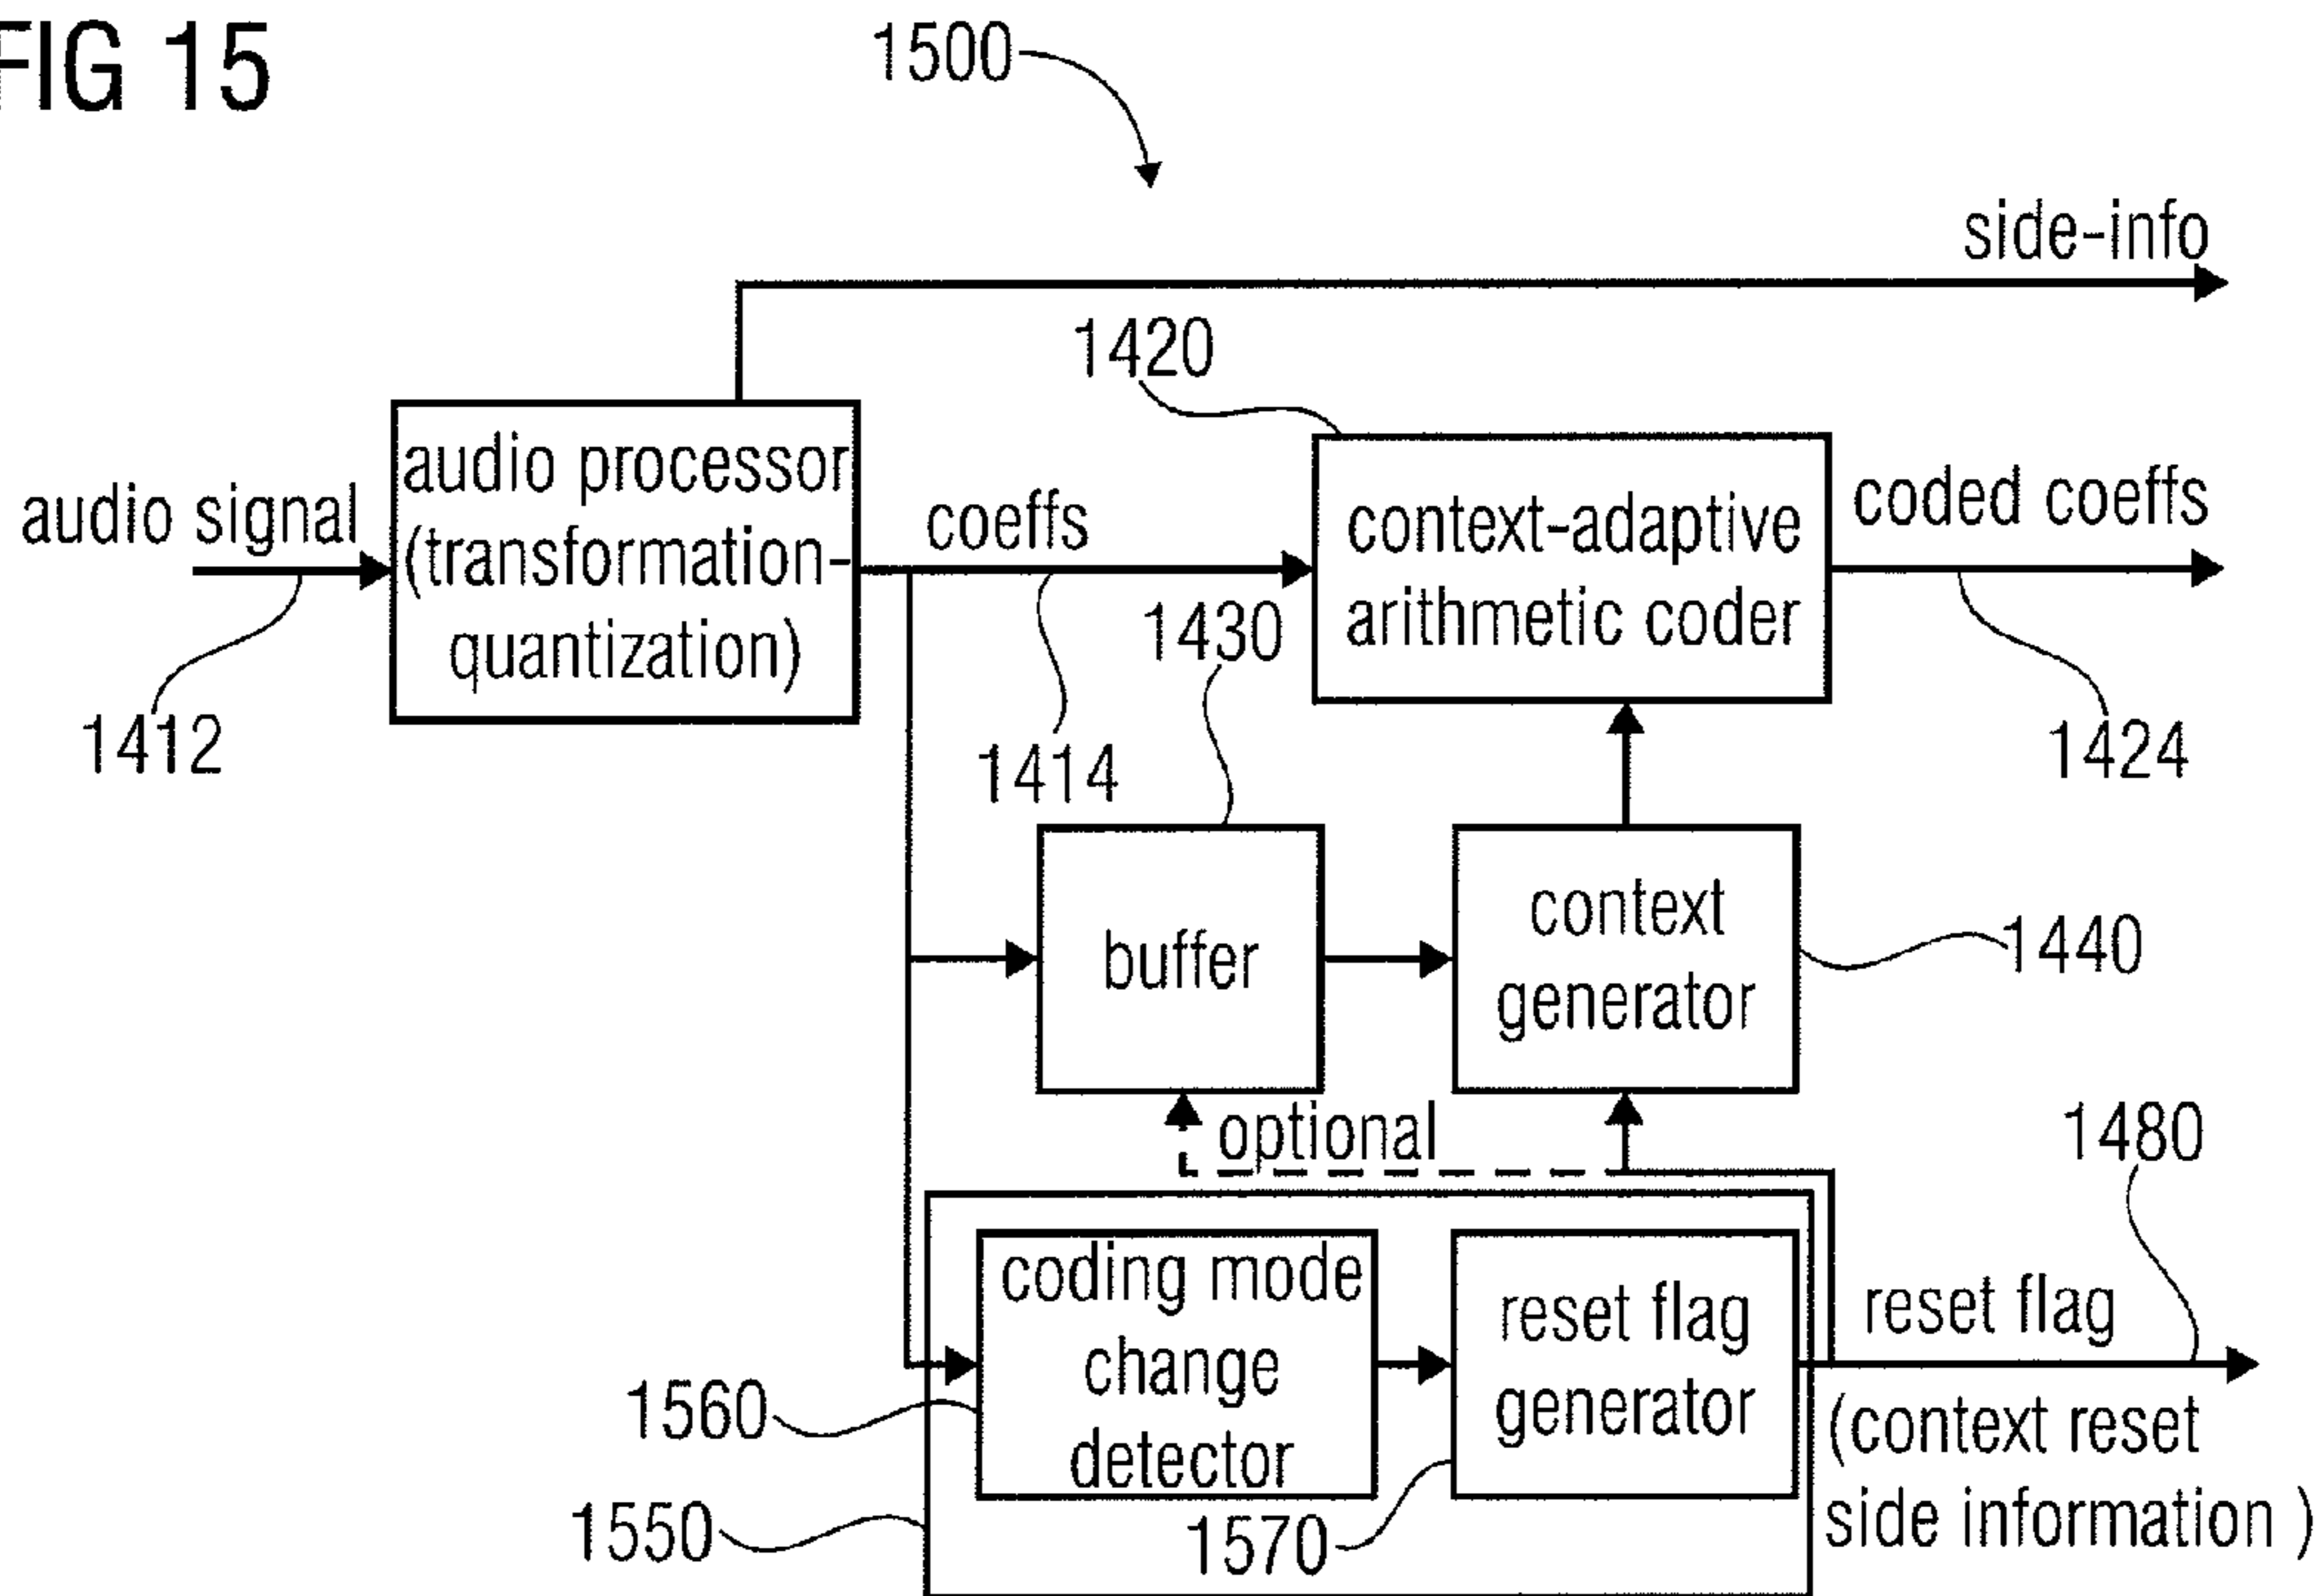 FIG 15
1500
side-info
1420
audio signal
audio processor
(transformation-
quantization)
coeffs
context-adaptive
arithmetic coder
coded coeffs
1412
1414
1430
1424
buffer
context
generator
1440
optional
1480
coding mode
change
detector
reset flag
generator
reset flag
(context reset
side information )
1560
1550
1570